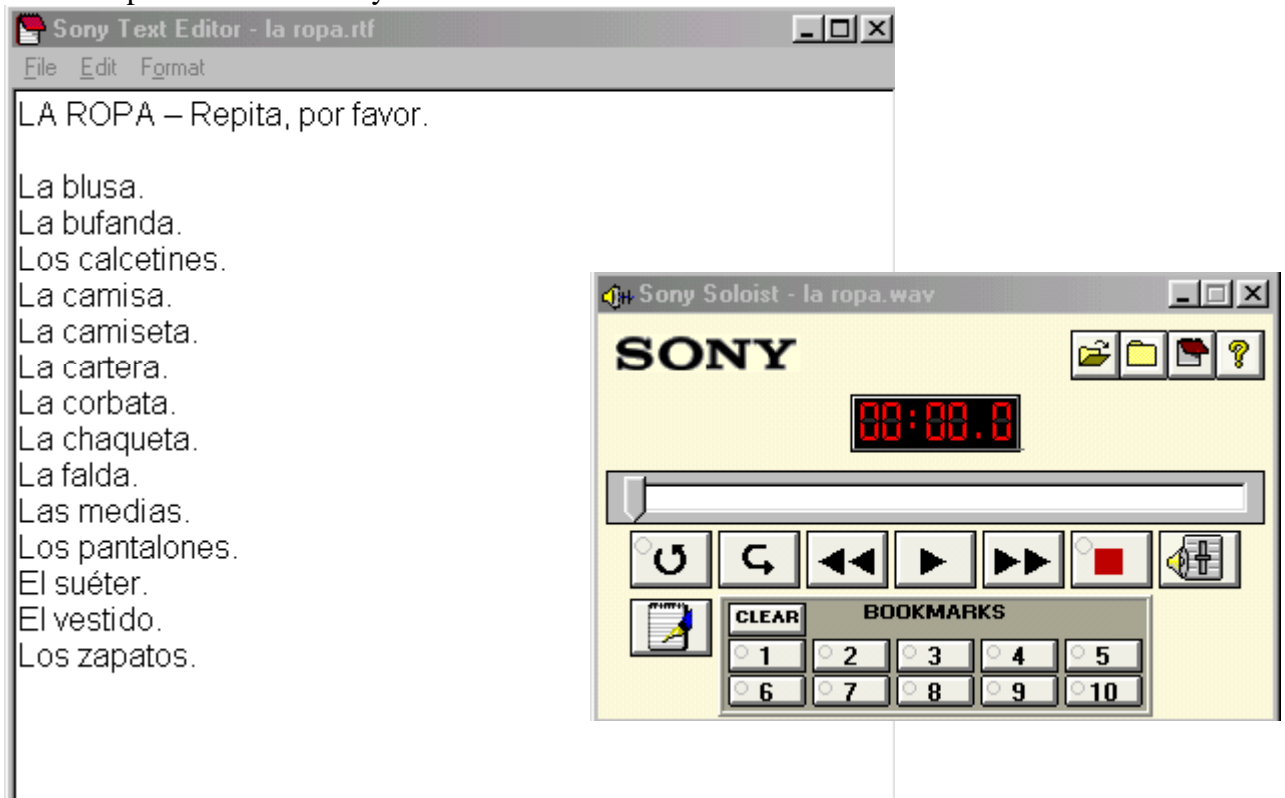 Sony Text Editor - la ropa.rtf
File Edit Format
LA ROPA – Repita, por favor.
La blusa.
La bufanda.
Los calcetines.
La camisa.
La camiseta.
La cartera.
La corbata.
La chaqueta.
La falda.
Las medias.
Los pantalones.
El suéter.
El vestido.
Los zapatos.
Sony Soloist - la ropa.wav
SONY
?
00:00.0
CLEAR BOOKMARKS
1 2 3 4 5
6 7 8 9 10